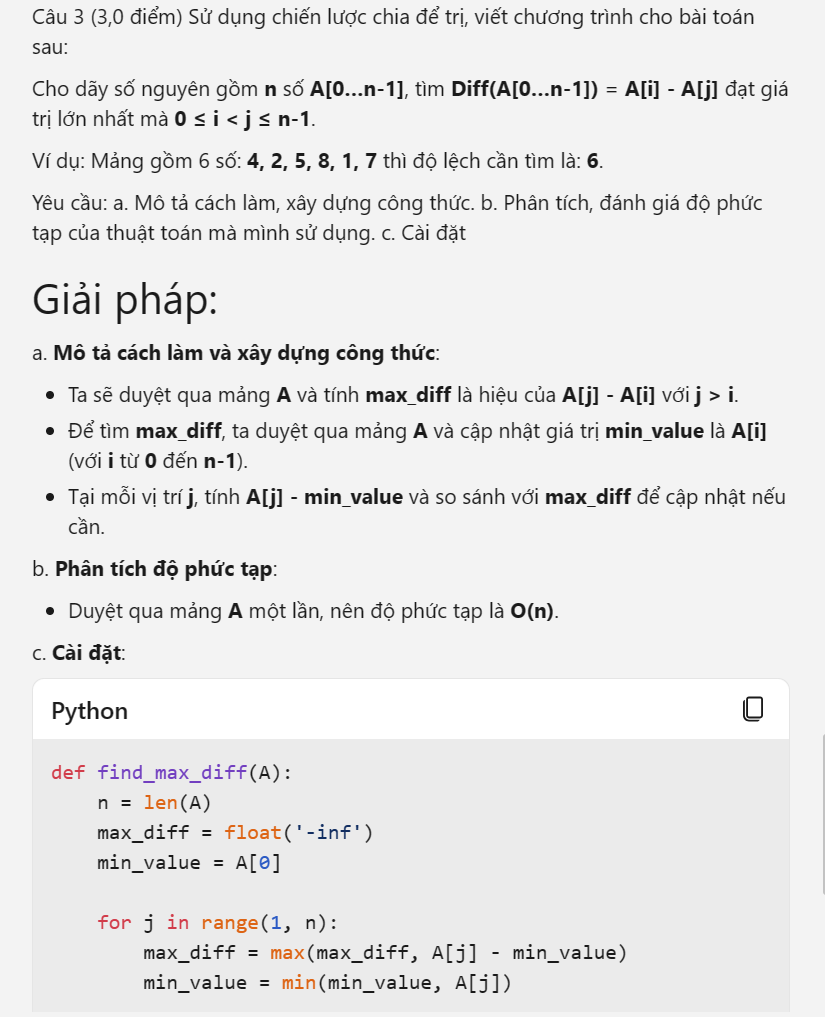 Câu 3 (3,0 điểm) Sử dụng chiến lược chia để trị, viết chương trình cho bài toán
sau:
Cho dãy số nguyên gồm n số A[0...n-1], tìm Diff(A[0...n-1]) = A[i] - A[j] đạt giá
trị lớn nhất mà 0 ≤ i < j ≤ n-1.
Ví dụ: Mảng gồm 6 số: 4, 2, 5, 8, 1, 7 thì độ lệch cần tìm là: 6.
Yêu cầu: a. Mô tả cách làm, xây dựng công thức. b. Phân tích, đánh giá độ phức
tạp của thuật toán mà mình sử dụng. c. Cài đặt
Giải pháp:
a. Mô tả cách làm và xây dựng công thức:
• Ta sẽ duyệt qua mảng A và tính max_diff là hiệu của A[j] - A[i] với j > i.
• Để tìm max_diff, ta duyệt qua mảng A và cập nhật giá trị min_value là A[i]
(với i từ 0 đến n-1).
• Tại mỗi vị trí j, tính A[j] - min_value và so sánh với max_diff để cập nhật nếu
cần.
b. Phân tích độ phức tạp:
• Duyệt qua mảng A một lần, nên độ phức tạp là O(n).
c. Cài đặt:
Python
def find_max_diff(A):
    n = len(A)
    max_diff = float('-inf')
    min_value = A[0]
    for j in range(1, n):
        max_diff = max(max_diff, A[j] - min_value)
        min_value = min(min_value, A[j])